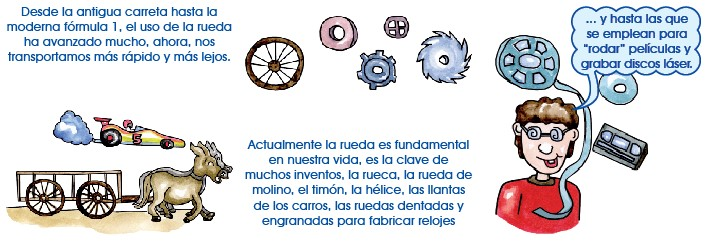 Desde la antigua carreta hasta la
moderna fórmula 1, el uso de la rueda
ha avanzado mucho, ahora, nos
transportamos más rápido y más lejos.
5
Actualmente la rueda es fundamental
en nuestra vida, es la clave de
muchos inventos, la rueca, la rueda de
molino, el timón, la hélice, las llantas
de los carros, las ruedas dentadas y
engranadas para fabricar relojes
... y hasta las que
se emplean para
"rodar" películas y
grabar discos láser.